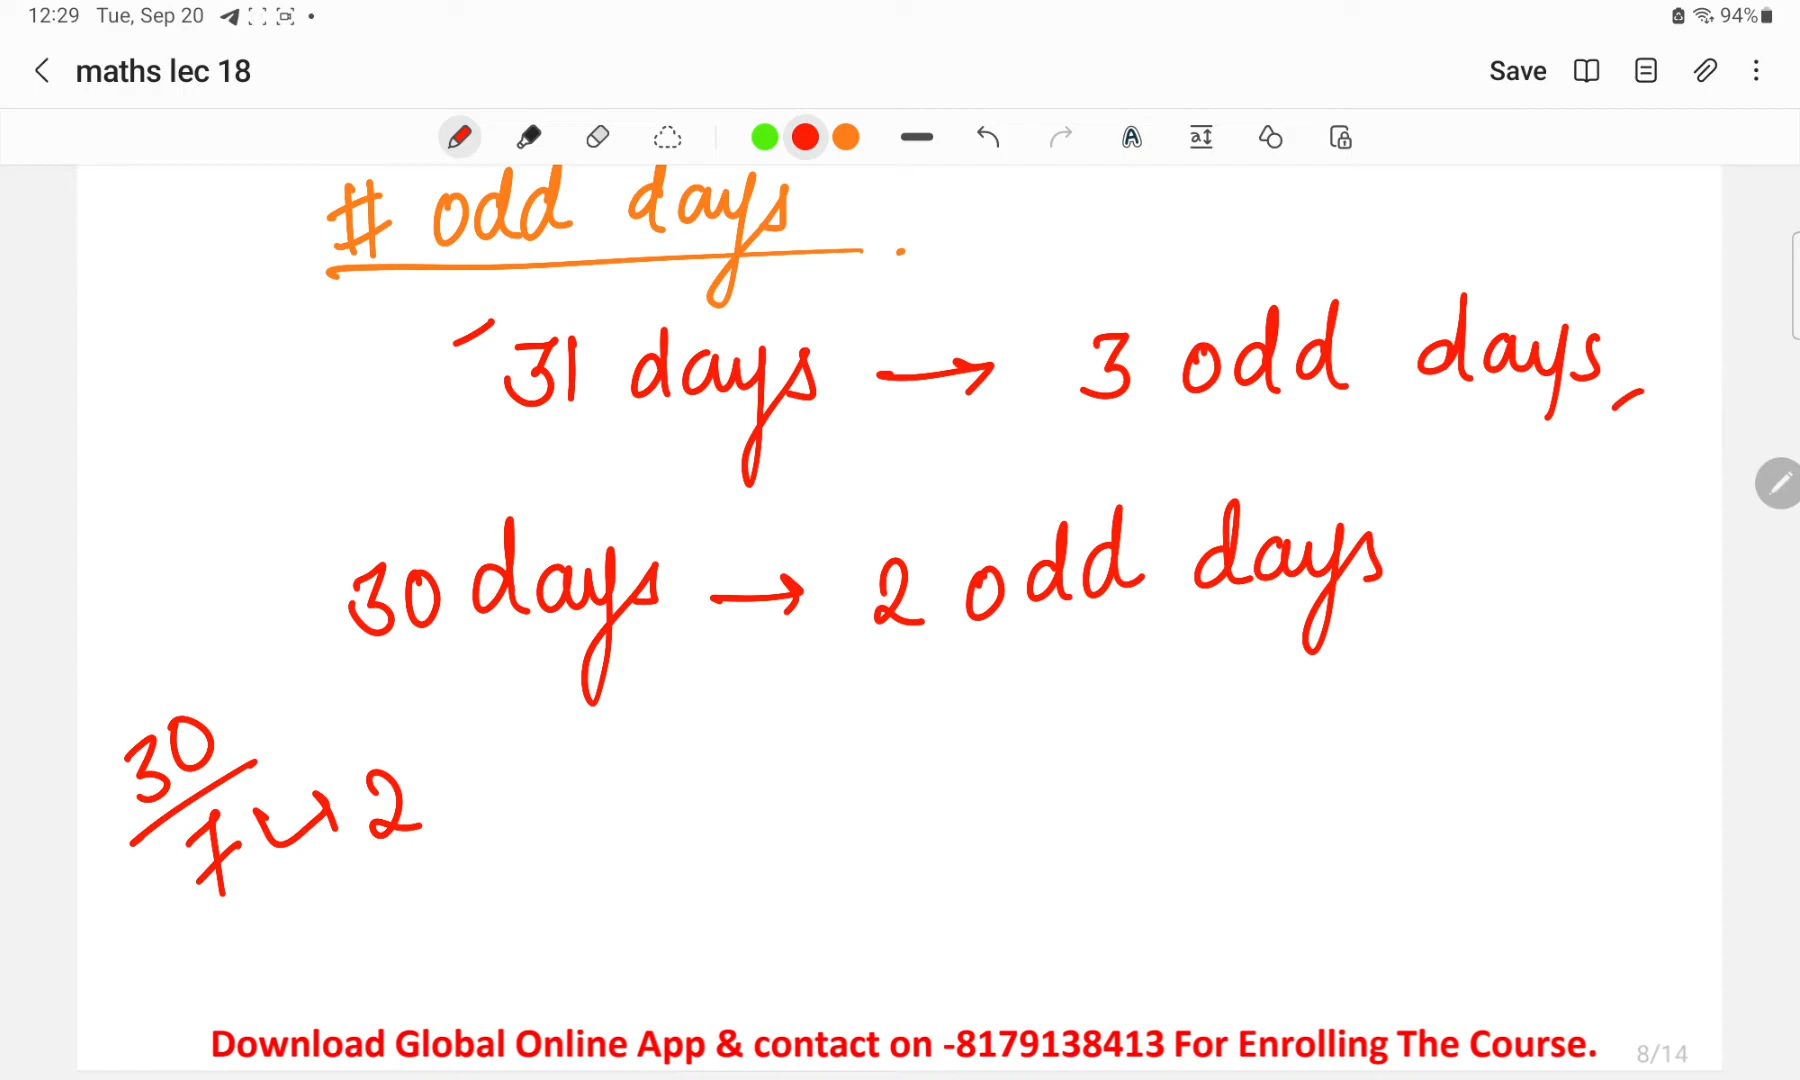 12:29 Tue, Sep 20
94%
maths lec 18
Save
# odd days .
31 days → 3 odd days,
30 days → 2 odd days
30/7 → 2
Download Global Online App & contact on -8179138413 For Enrolling The Course.
8/14